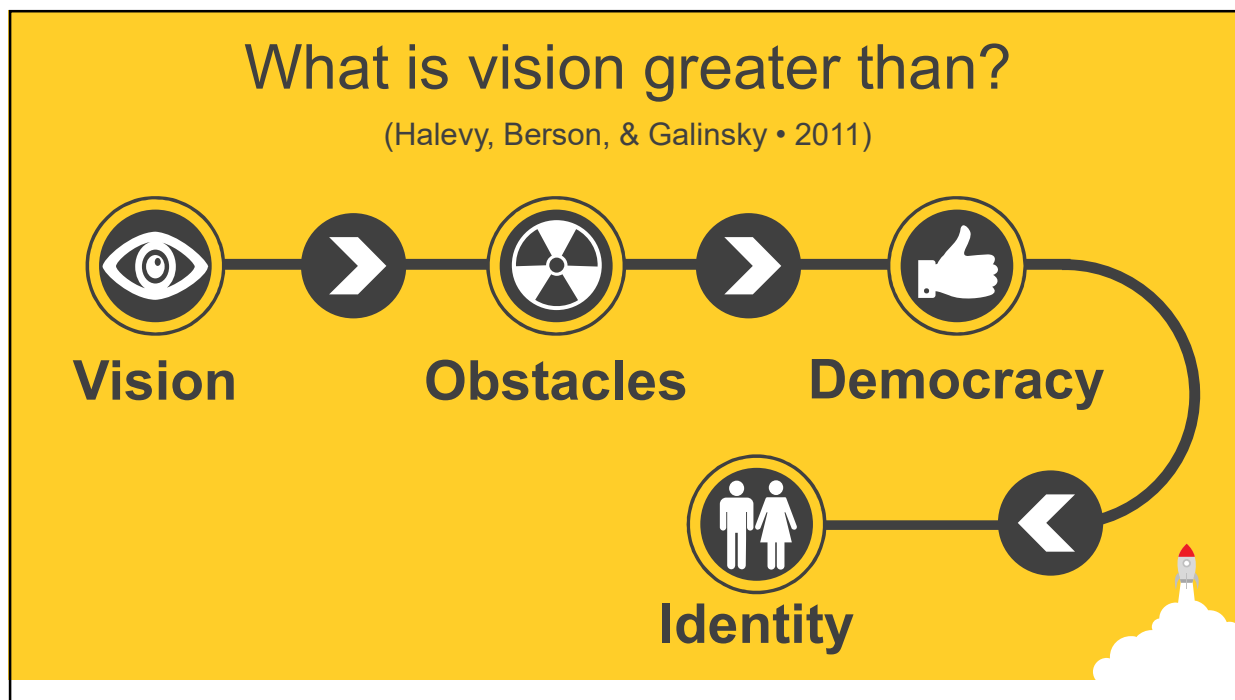 What is vision greater than?
(Halevy, Berson, & Galinsky • 2011)
Vision
Obstacles
Democracy
Identity